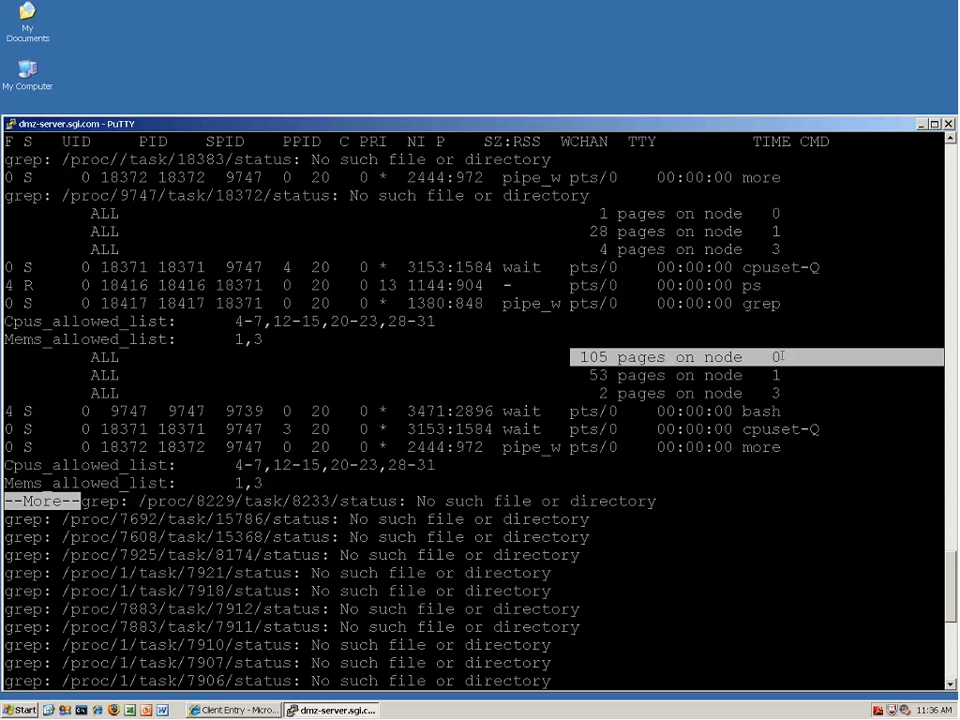 My
Documents
My Computer
dmz-server.sgi.com - PuTTY
F S   UID     PID    SPID    PPID  C PRI  NI P    SZ:RSS  WCHAN  TTY          TIME CMD
grep: /proc//task/18383/status: No such file or directory
0 S     0 18372 18372  9747  0  20   0 *  2444:972  pipe_w pts/0    00:00:00 more
grep: /proc/9747/task/18372/status: No such file or directory
ALL 1 pages on node   0
ALL 28 pages on node   1
ALL 4 pages on node   3
0 S     0 18371 18371  9747  4  20   0 *  3153:1584 wait   pts/0    00:00:00 cpuset-Q
4 R     0 18416 18416 18371  0  20   0 13 1144:904  -      pts/0    00:00:00 ps
0 S     0 18417 18417 18371  0  20   0 *  1380:848  pipe_w pts/0    00:00:00 grep
Cpus_allowed_list:      4-7,12-15,20-23,28-31
Mems_allowed_list:      1,3
ALL 105 pages on node   0
ALL 53 pages on node   1
ALL 2 pages on node   3
4 S     0  9747  9747  9739  0  20   0 *  3471:2896 wait   pts/0    00:00:00 bash
0 S     0 18371 18371  9747  3  20   0 *  3153:1584 wait   pts/0    00:00:00 cpuset-Q
0 S     0 18372 18372  9747  0  20   0 *  2444:972  pipe_w pts/0    00:00:00 more
Cpus_allowed_list:      4-7,12-15,20-23,28-31
Mems_allowed_list:      1,3
--More--grep: /proc/8229/task/8233/status: No such file or directory
grep: /proc/7692/task/15786/status: No such file or directory
grep: /proc/7608/task/15368/status: No such file or directory
grep: /proc/7925/task/8174/status: No such file or directory
grep: /proc/1/task/7921/status: No such file or directory
grep: /proc/1/task/7918/status: No such file or directory
grep: /proc/7883/task/7912/status: No such file or directory
grep: /proc/7883/task/7911/status: No such file or directory
grep: /proc/1/task/7910/status: No such file or directory
grep: /proc/1/task/7907/status: No such file or directory
grep: /proc/1/task/7906/status: No such file or directory
Start Client Entry - Mic... dmz-server.sgi.c... 11:36 AM